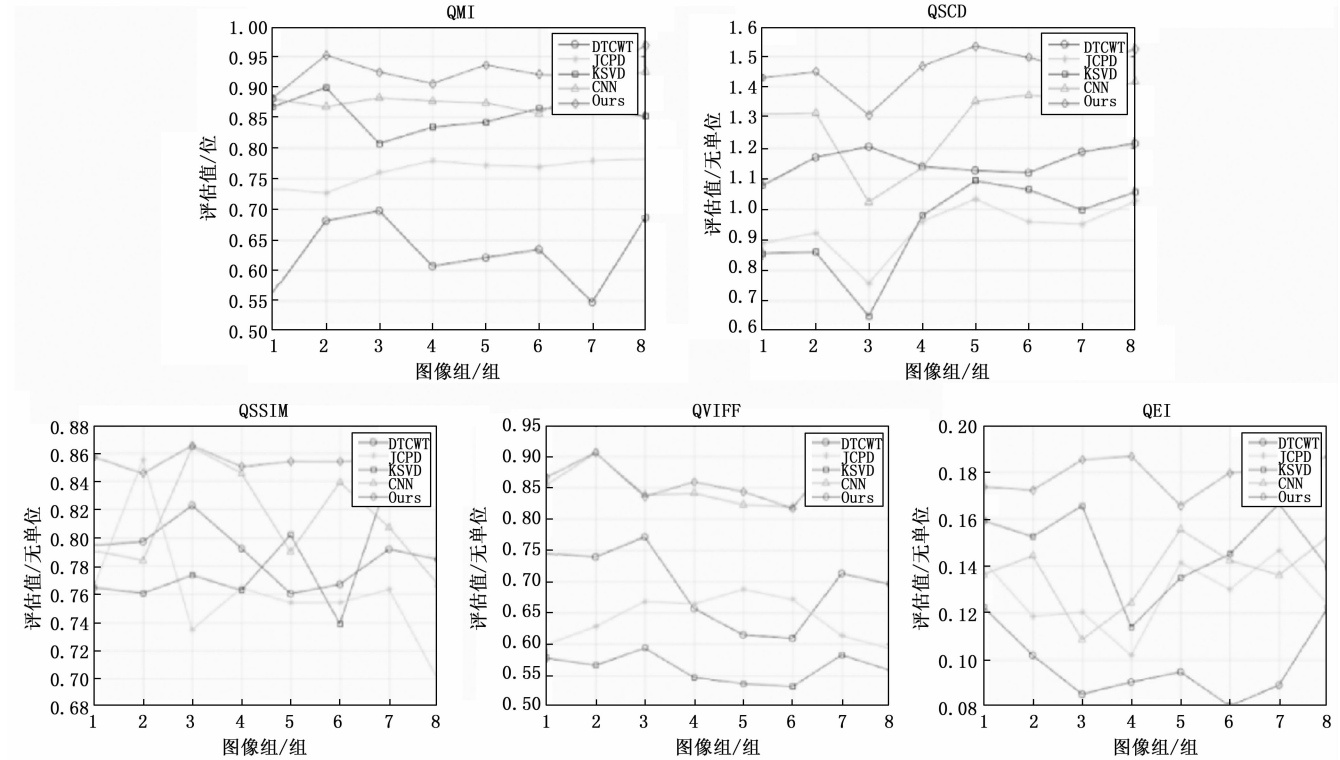 QMI
1.00
0.95
0.90
0.85
0.80
0.75
0.70
0.65
0.60
0.55
0.50
评估值/位
1 2 3 4 5 6 7 8
图像组/组
DTCWT
JCPD
KSVD
CNN
Ours
QSCD
1.6
1.5
1.4
1.3
1.2
1.1
1.0
0.9
0.8
0.7
0.6
评估值/无单位
1 2 3 4 5 6 7 8
图像组/组
DTCWT
JCPD
KSVD
CNN
Ours
QSSIM
0.88
0.86
0.84
0.82
0.80
0.78
0.76
0.74
0.72
0.70
0.68
评估值/无单位
1 2 3 4 5 6 7 8
图像组/组
DTCWT
JCPD
KSVD
CNN
Ours
QVIFF
0.95
0.90
0.85
0.80
0.75
0.70
0.65
0.60
0.55
0.50
评估值/无单位
1 2 3 4 5 6 7 8
图像组/组
DTCWT
JCPD
KSVD
CNN
Ours
QEI
0.20
0.18
0.16
0.14
0.12
0.10
0.08
评估值/无单位
1 2 3 4 5 6 7 8
图像组/组
DTCWT
JCPD
KSVD
CNN
Ours